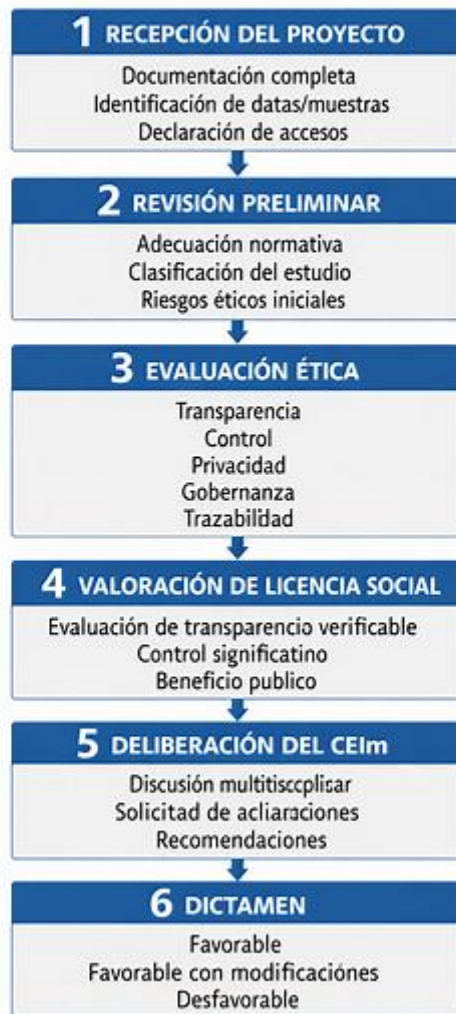 1 RECEPCIÓN DEL PROYECTO
Documentación completa
Identificación de datas/muestras
Declaración de accesos
2 REVISIÓN PRELIMINAR
Adecuación normativa
Clasificación del estudio
Riesgos éticos iniciales
3 EVALUACIÓN ÉTICA
Transparencia
Control
Privacidad
Gobernanza
Trazabilidad
4 VALORACIÓN DE LICENCIA SOCIAL
Evaluación de transparencio verificable
Control significatino
Beneficio publico
5 DELIBERACIÓN DEL CEIm
Discusión multitisccplisar
Solicitad de acliaraciones
Recomendaciones
6 DICTAMEN
Favorable
Favorable con modificaciónes
Desfavorable